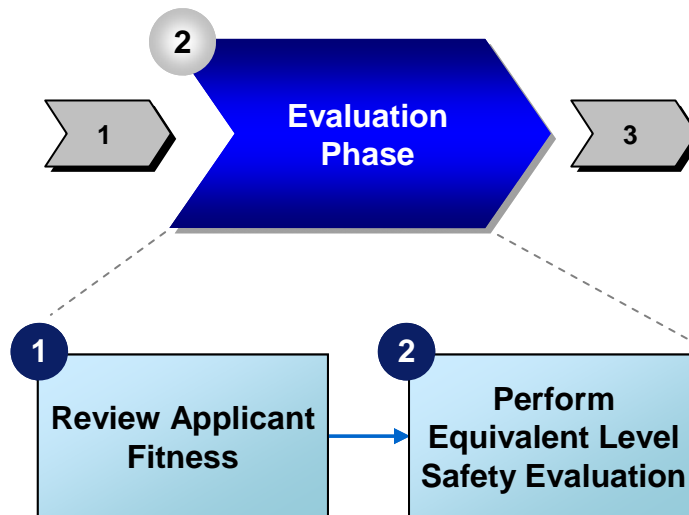 2
1
Evaluation
Phase
3
1
2
Review Applicant
Fitness
Perform
Equivalent Level
Safety Evaluation